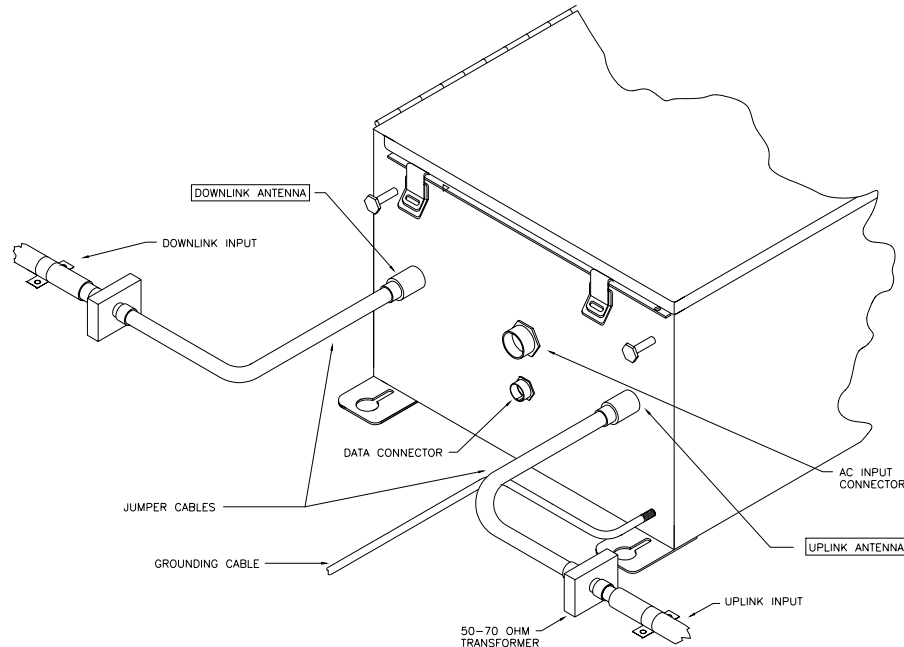 DOWNLINK ANTENNA
DOWNLINK INPUT
DATA CONNECTOR
AC INPUT
CONNECTOR
JUMPER CABLES
GROUNDING CABLE
UPLINK ANTENNA
UPLINK INPUT
50-70 OHM
TRANSFORMER